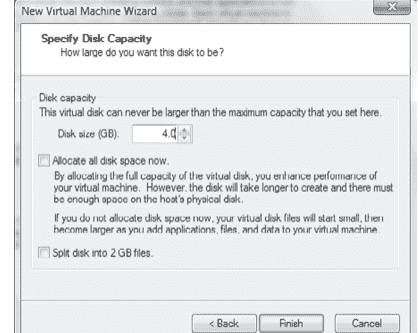 New Virtual Machine Wizard
Specify Disk Capacity
How large do you want this disk to be?
Disk capacity
This virtual disk can never be larger than the maximum capacity that you set here.
Disk size (GB): 4.0
Allocate all disk space now.
By allocating the full capacity of the virtual disk, you enhance performance of
your virtual machine. However, the disk will take longer to create and there must
be enough space on the host's physical disk.
If you do not allocate disk space now, your virtual disk files will start small, then
become larger as you add applications, files, and data to your virtual machine.
Split disk into 2 GB files.
< Back Finish Cancel